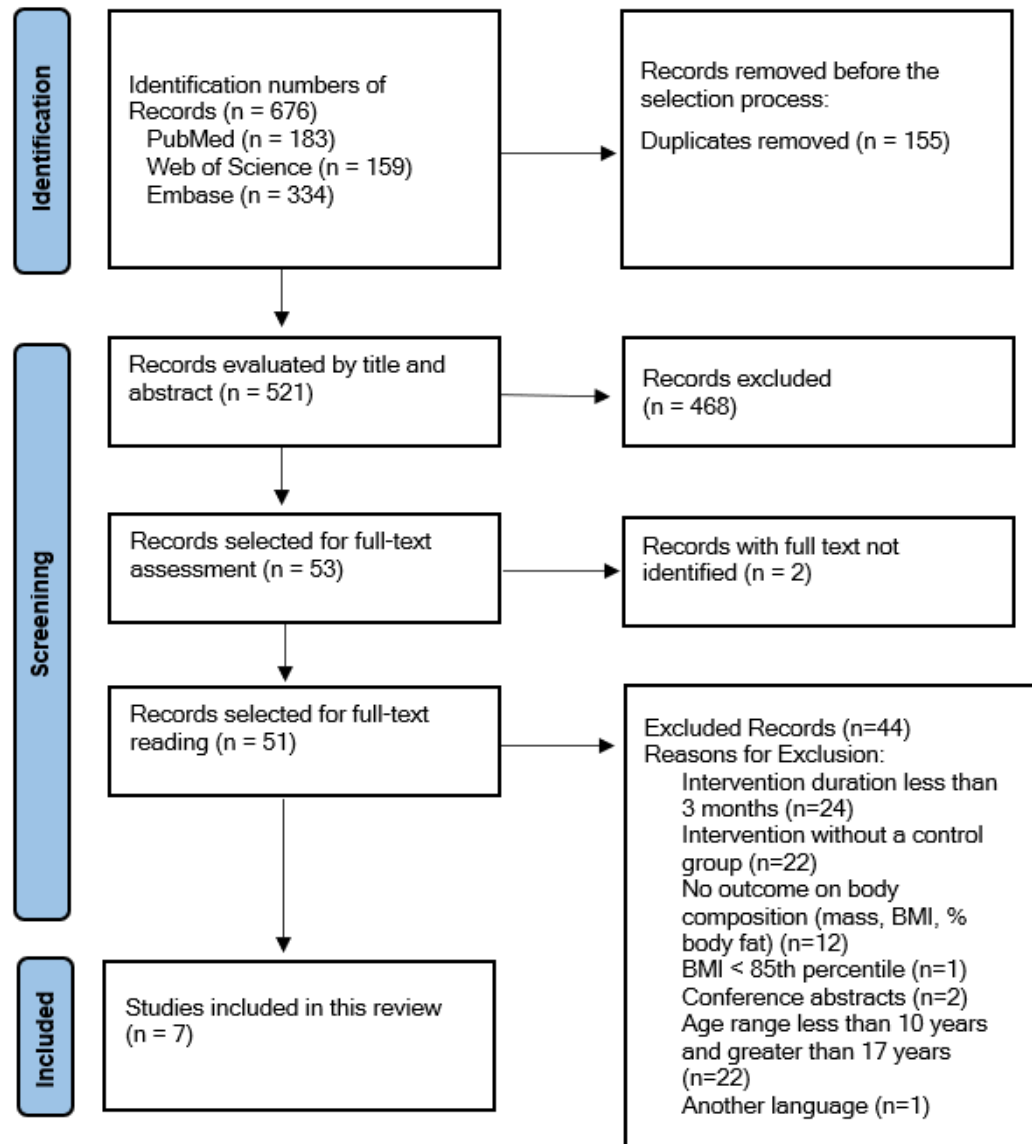 Identification
Identification numbers of
Records (n = 676)
PubMed (n = 183)
Web of Science (n = 159)
Embase (n = 334)
Records removed before the
selection process:
Duplicates removed (n = 155)
Screeninng
Records evaluated by title and
abstract (n = 521)
Records excluded
(n = 468)
Records selected for full-text
assessment (n = 53)
Records with full text not
identified (n = 2)
Records selected for full-text
reading (n = 51)
Excluded Records (n=44)
Reasons for Exclusion:
Intervention duration less than
3 months (n=24)
Intervention without a control
group (n=22)
No outcome on body
composition (mass, BMI, %
body fat) (n=12)
BMI < 85th percentile (n=1)
Conference abstracts (n=2)
Age range less than 10 years
and greater than 17 years
(n=22)
Another language (n=1)
Included
Studies included in this review
(n = 7)